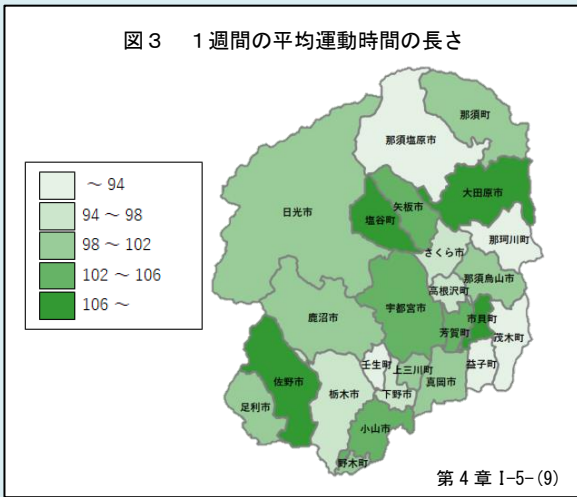 図３　１週間の平均運動時間の長さ
～ 94
94 ～ 98
98 ～ 102
102 ～ 106
106 ～
那須町
那須塩原市
大田原市
矢板市
日光市
塩谷町
那珂川町
さくら市
那須烏山市
高根沢町
宇都宮市
市貝町
鹿沼市
芳賀町
茂木町
壬生町
上三川町
益子町
佐野市
真岡市
栃木市
下野市
足利市
小山市
野木町
第４章Ⅰ-5-(9)